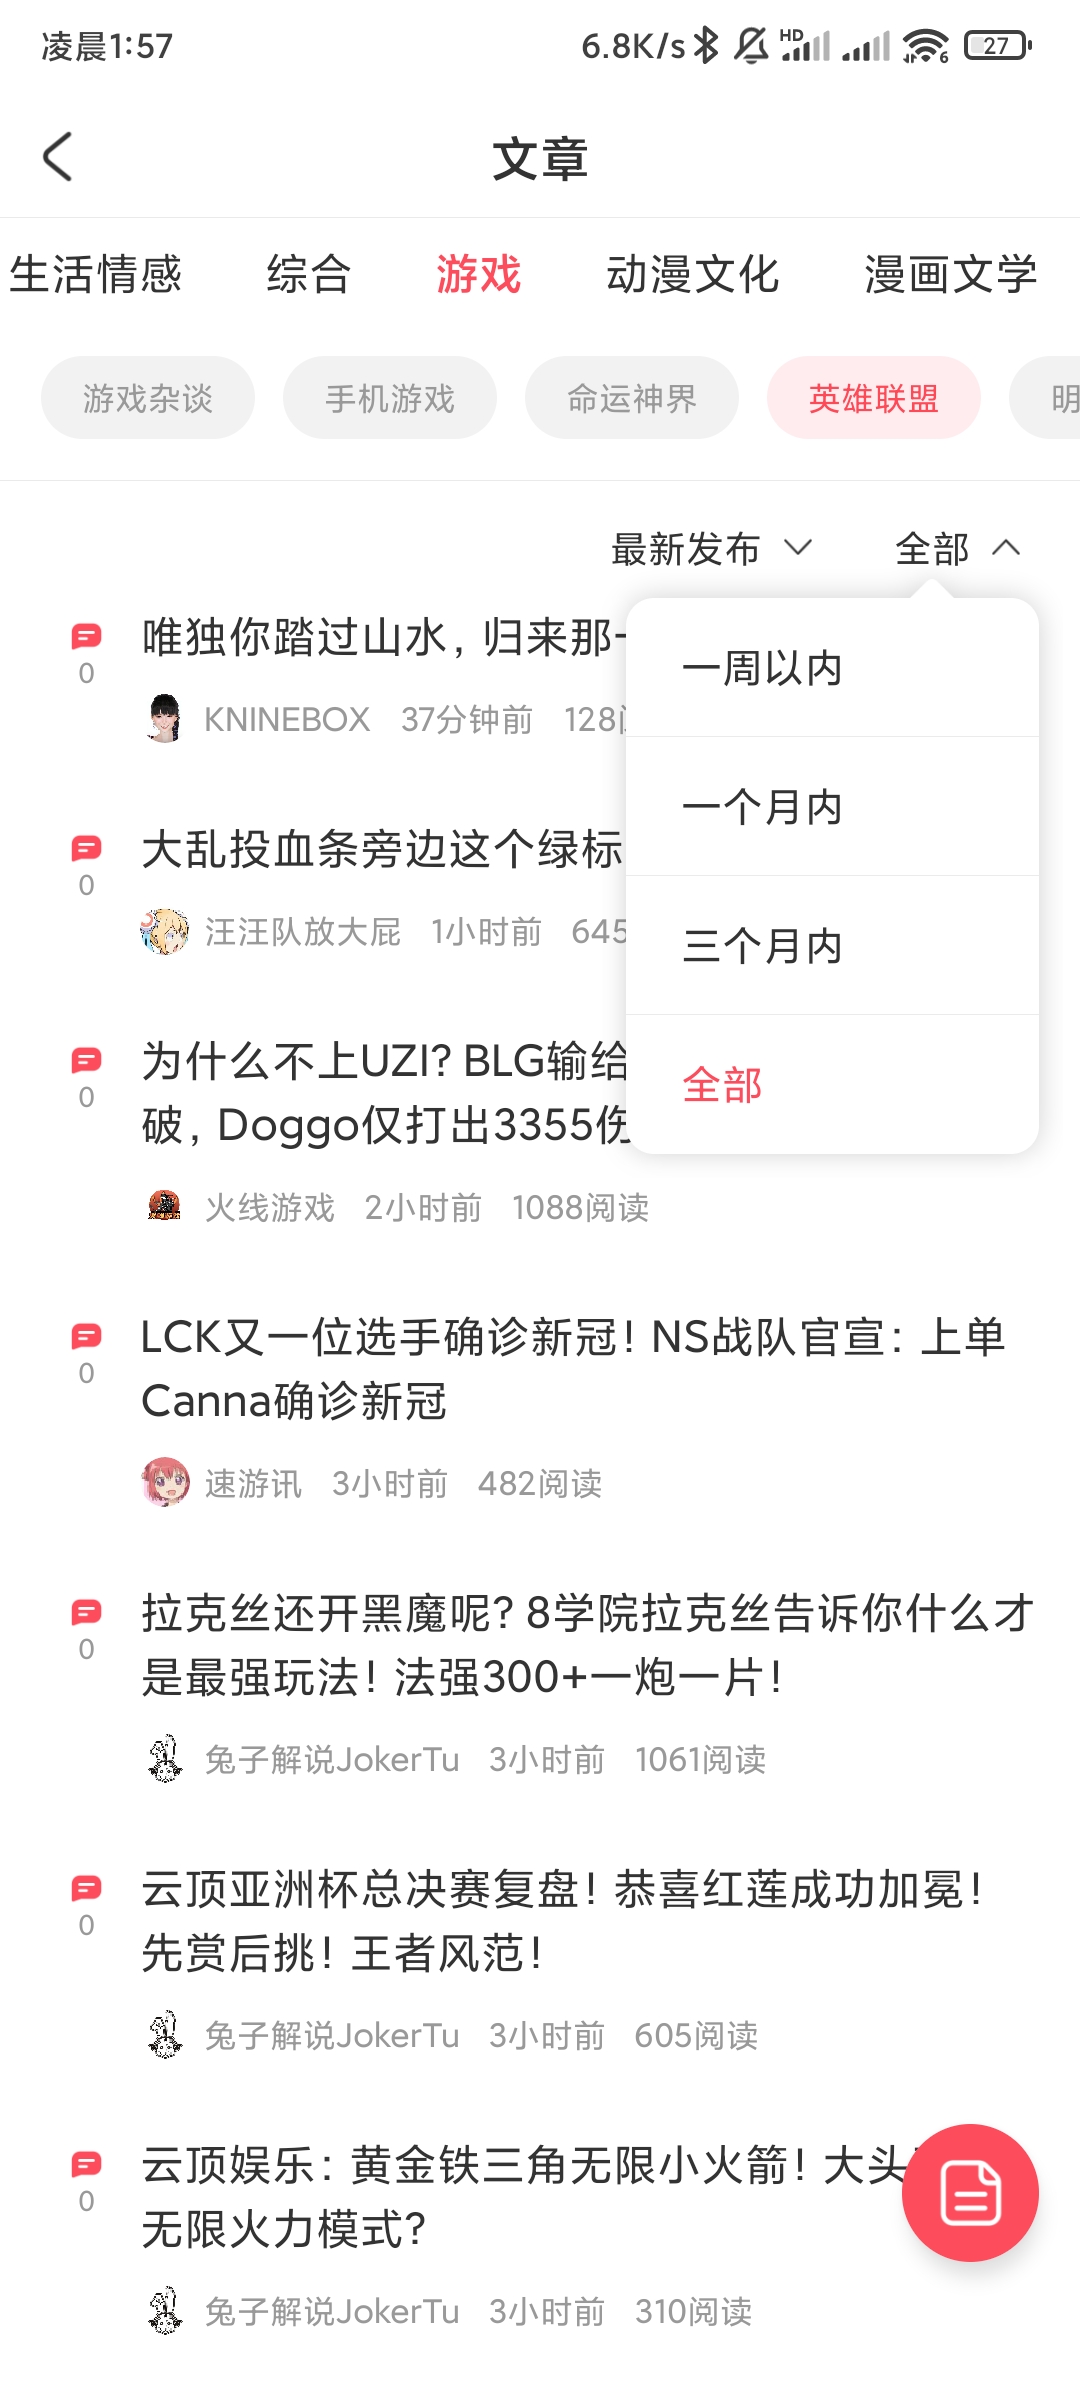 凌晨1:57
6.8K/s
HD
6
27
文章
生活情感 综合 游戏 动漫文化 漫画文学
游戏杂谈 手机游戏 命运神界 英雄联盟 明
最新发布 全部
一周以内
一个月内
三个月内
全部
唯独你踏过山水，归来那
0
KNINEBOX 37分钟前 128
大乱投血条旁边这个绿标
0
汪汪队放大屁 1小时前 645
为什么不上UZI？BLG输给
破，Doggo仅打出3355伤
0
火线游戏 2小时前 1088阅读
LCK又一位选手确诊新冠！NS战队官宣：上单
Canna确诊新冠
0
速游讯 3小时前 482阅读
拉克丝还开黑魔呢？8学院拉克丝告诉你什么才
是最强玩法！法强300+一炮一片！
0
兔子解说JokerTu 3小时前 1061阅读
云顶亚洲杯总决赛复盘！恭喜红莲成功加冕！
先赏后挑！王者风范！
0
兔子解说JokerTu 3小时前 605阅读
云顶娱乐：黄金铁三角无限小火箭！大头
无限火力模式？
0
兔子解说JokerTu 3小时前 310阅读